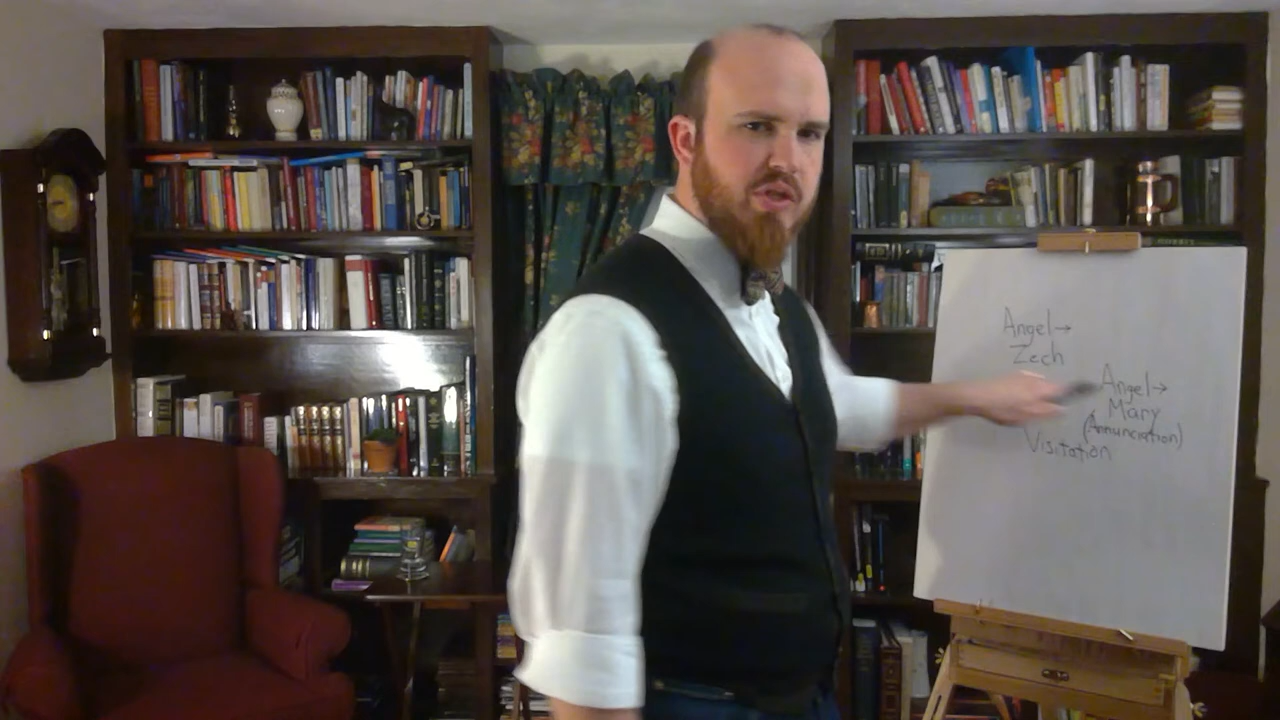 Angel→
Zech
Angel→
Mary
(Annunciation)
Visitation